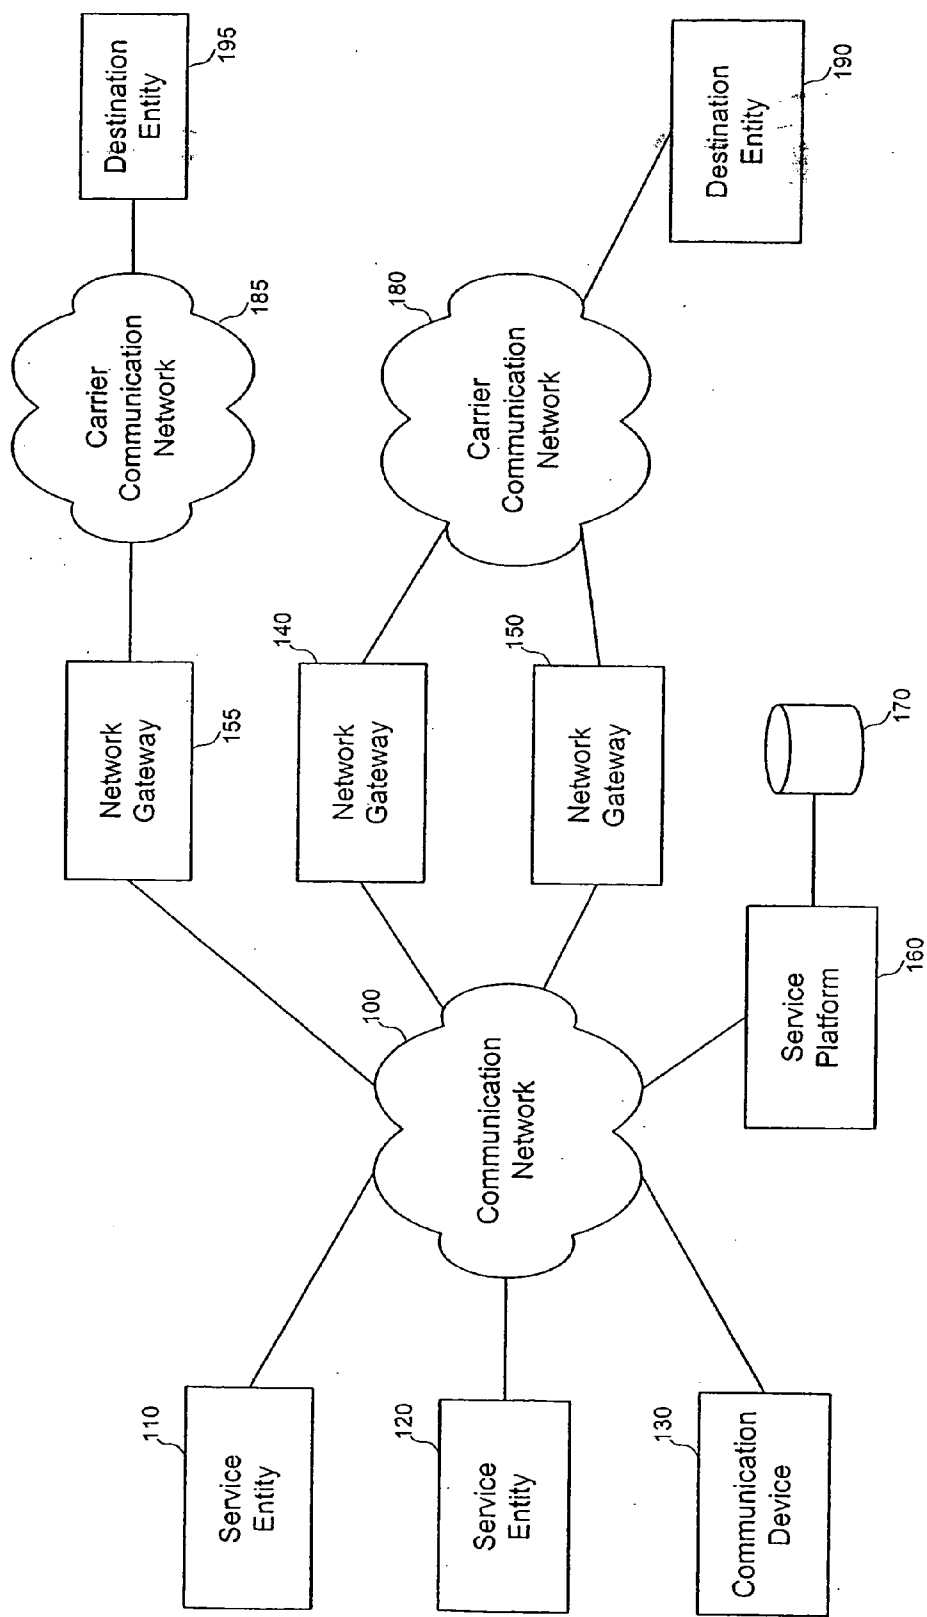 110
Service
Entity
120
Service
Entity
130
Communication
Device
100
Communication
Network
Service
Platform
160
170
155
Network
Gateway
140
Network
Gateway
150
Network
Gateway
Carrier
Communication
Network
185
180
Carrier
Communication
Network
Destination
Entity
195
Destination
Entity
190